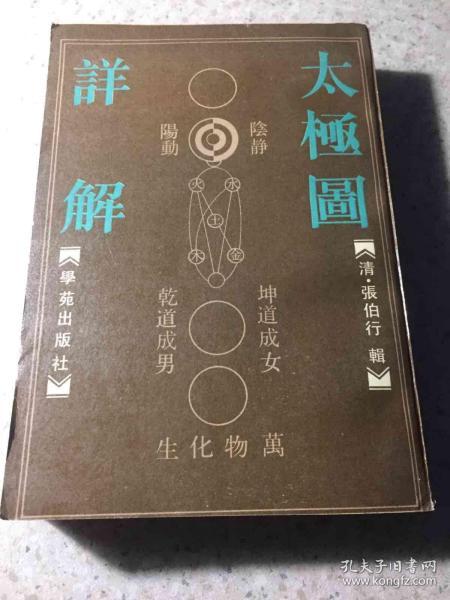 太極圖
詳解
《清·張伯行 輯》
《學苑出版社》
陰静
陽動
火
水
土
木
金
坤道成女
乾道成男
萬物化生
孔夫子旧书网
www.kongfz.com